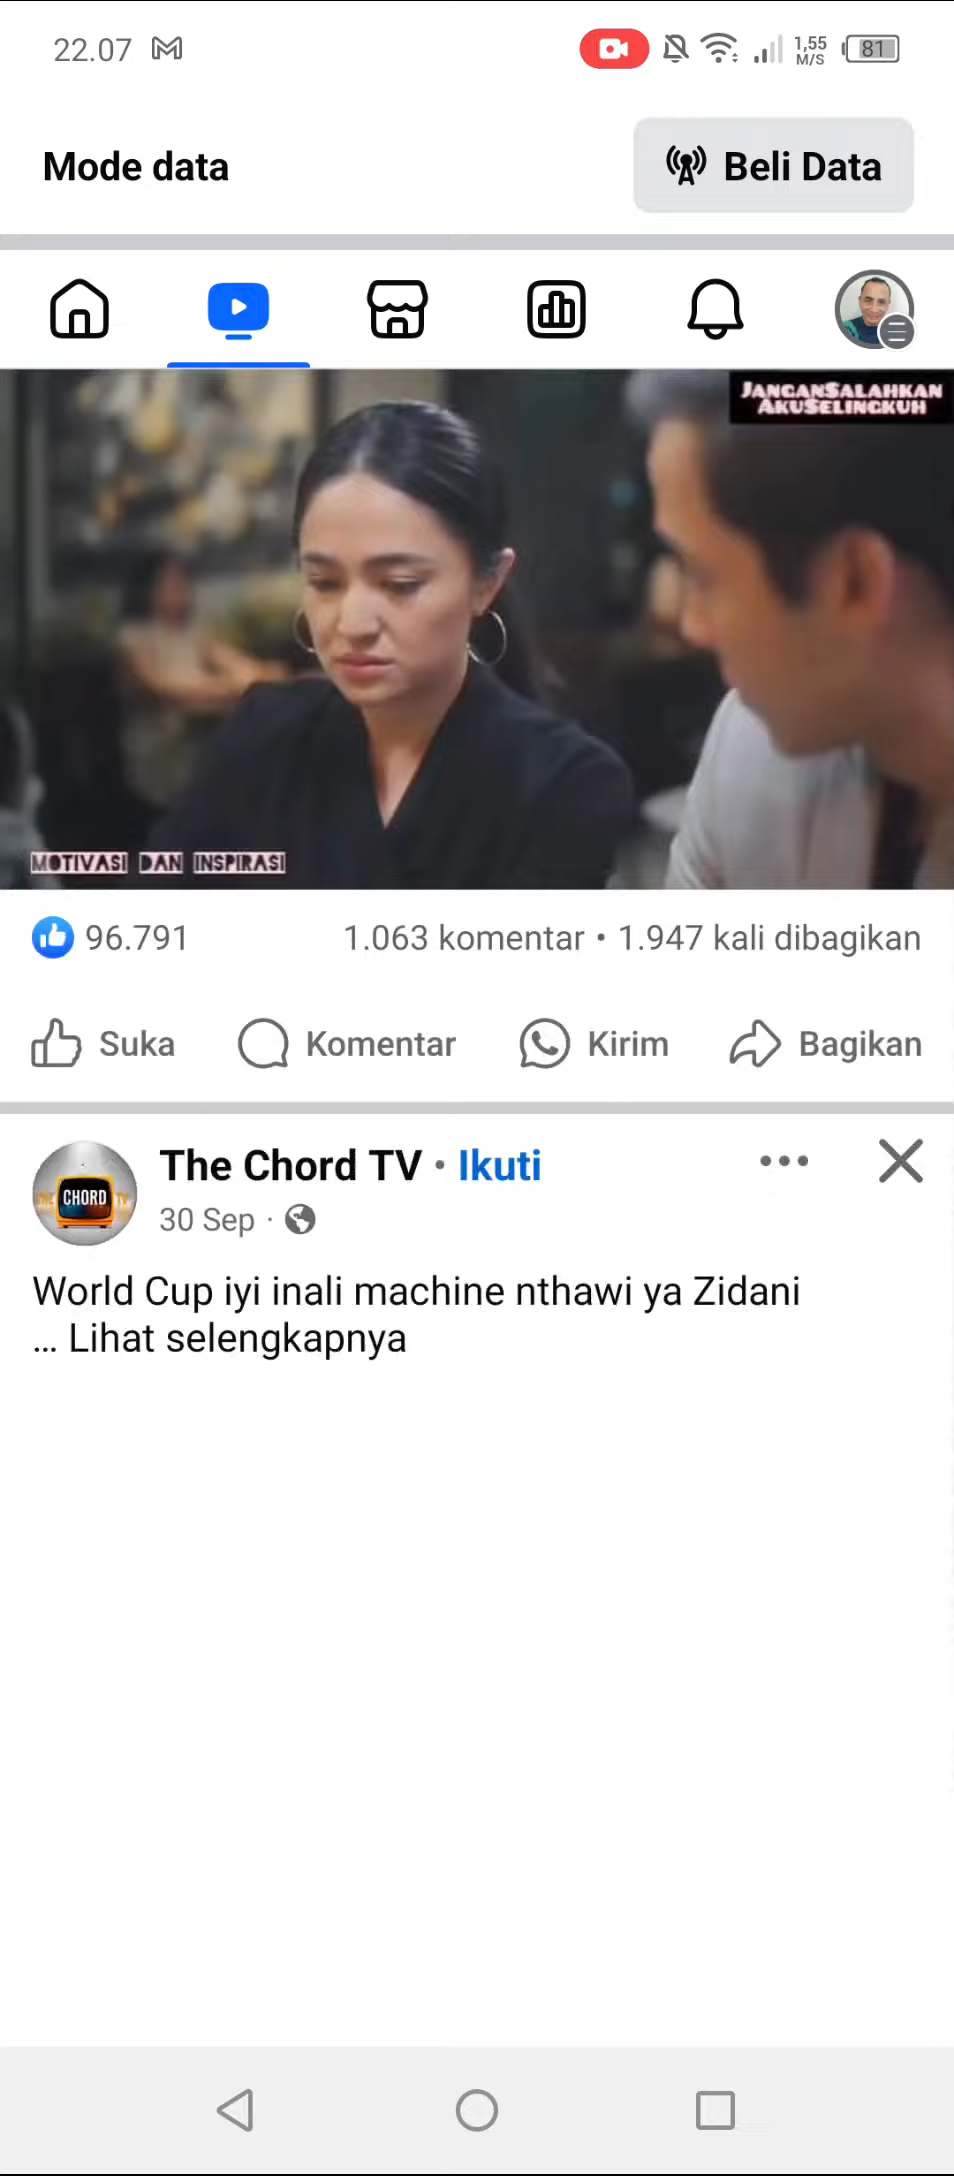 22.07
1,55
M/S
81
Mode data
Beli Data
JANGANSALAHKAN
AKUSELINGKUH
MOTIVASI DAN INSPIRASI
96.791
1.063 komentar • 1.947 kali dibagikan
Suka
Komentar
Kirim
Bagikan
THE CHORD TV
The Chord TV • Ikuti
30 Sep ·
World Cup iyi inali machine nthawi ya Zidani
... Lihat selengkapnya